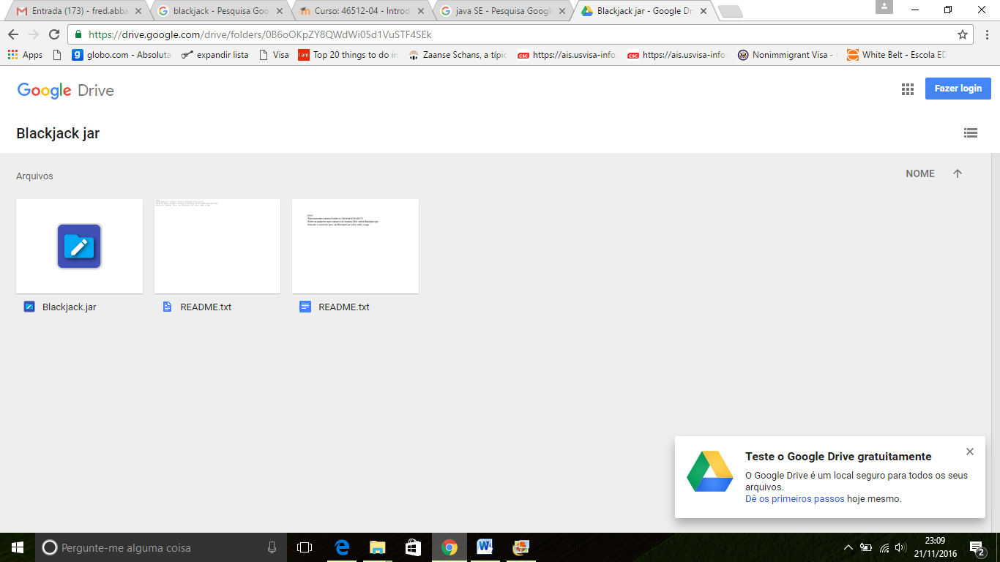 Entrada (173) - fred.abba
blackjack - Pesquisa Goo
Curso: 46512-04 - Introd
java SE - Pesquisa Google
Blackjack jar - Google Dri
https://drive.google.com/drive/folders/0B6oOKpZY8QWdWi05d1VuSTF4SEk
Apps
globo.com - Absoluta
expandir lista
Visa
Top 20 things to do in
Zaanse Schans, a típic
https://ais.usvisa-info.
https://ais.usvisa-info.
Nonimmigrant Visa -
White Belt - Escola ED
Google Drive
Fazer login
Blackjack jar
Arquivos
NOME
Blackjack.jar
README.txt
README.txt
Teste o Google Drive gratuitamente
O Google Drive é um local seguro para todos os seus
arquivos.
Dê os primeiros passos hoje mesmo.
Pergunte-me alguma coisa
23:09
21/11/2016
2